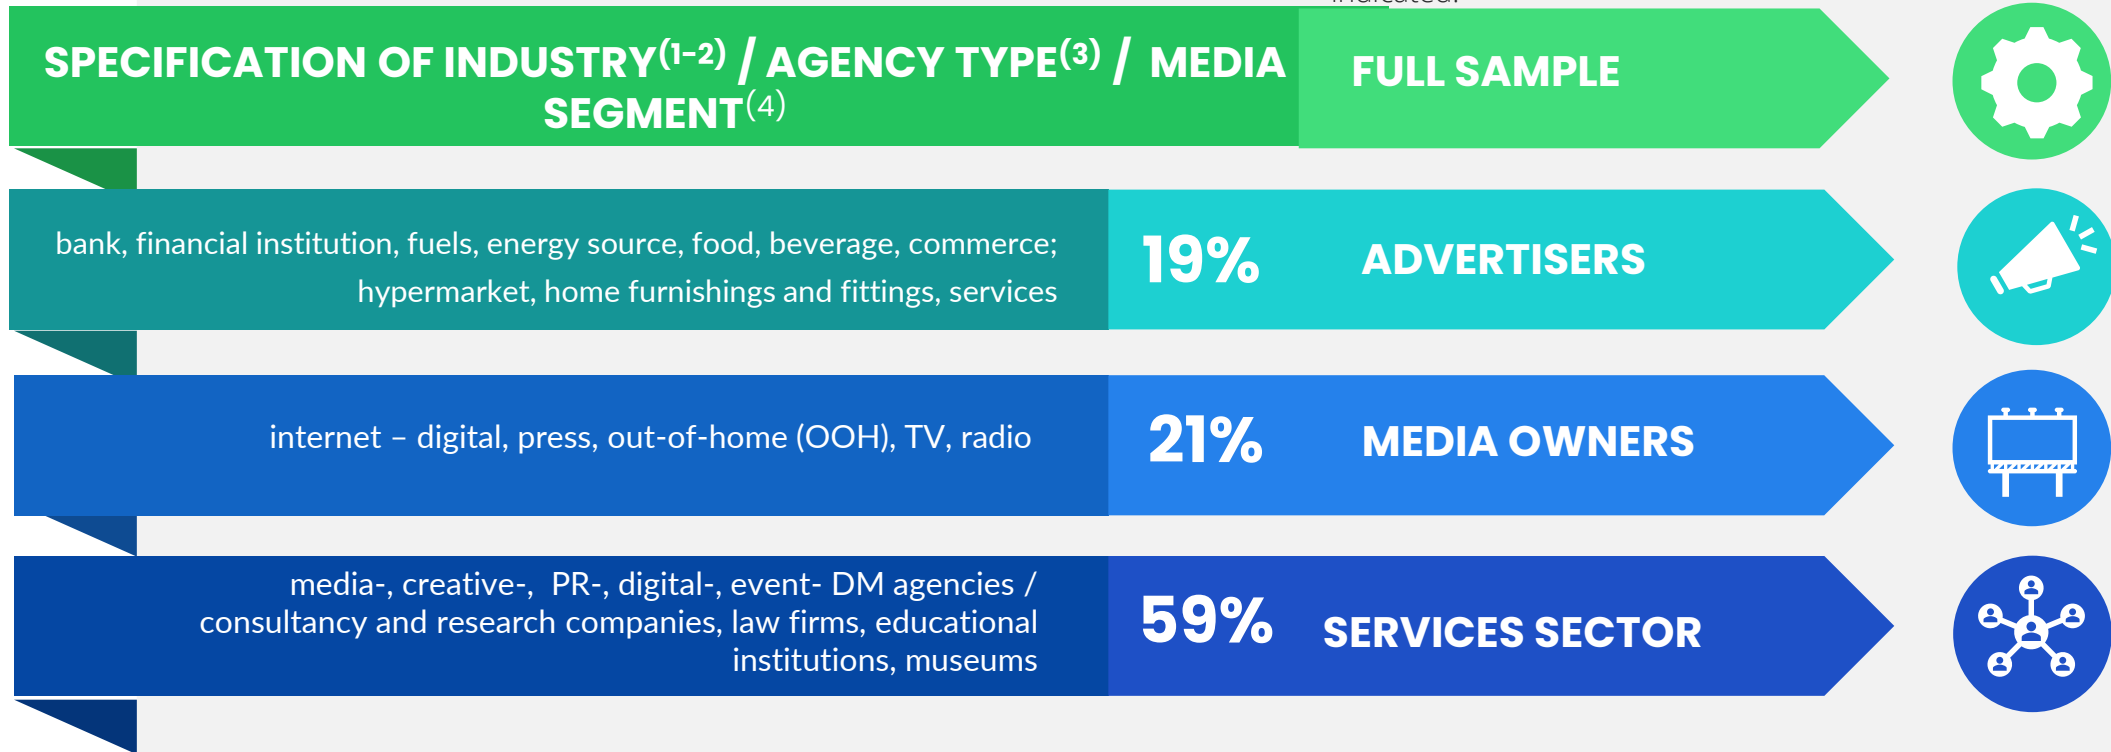 indicated.
SPECIFICATION OF INDUSTRY(1-2) / AGENCY TYPE(3) / MEDIA
SEGMENT(4)
FULL SAMPLE
bank, financial institution, fuels, energy source, food, beverage, commerce;
hypermarket, home furnishings and fittings, services
19%
ADVERTISERS
internet – digital, press, out-of-home (OOH), TV, radio
21%
MEDIA OWNERS
media-, creative-, PR-, digital-, event- DM agencies /
consultancy and research companies, law firms, educational
institutions, museums
59%
SERVICES SECTOR